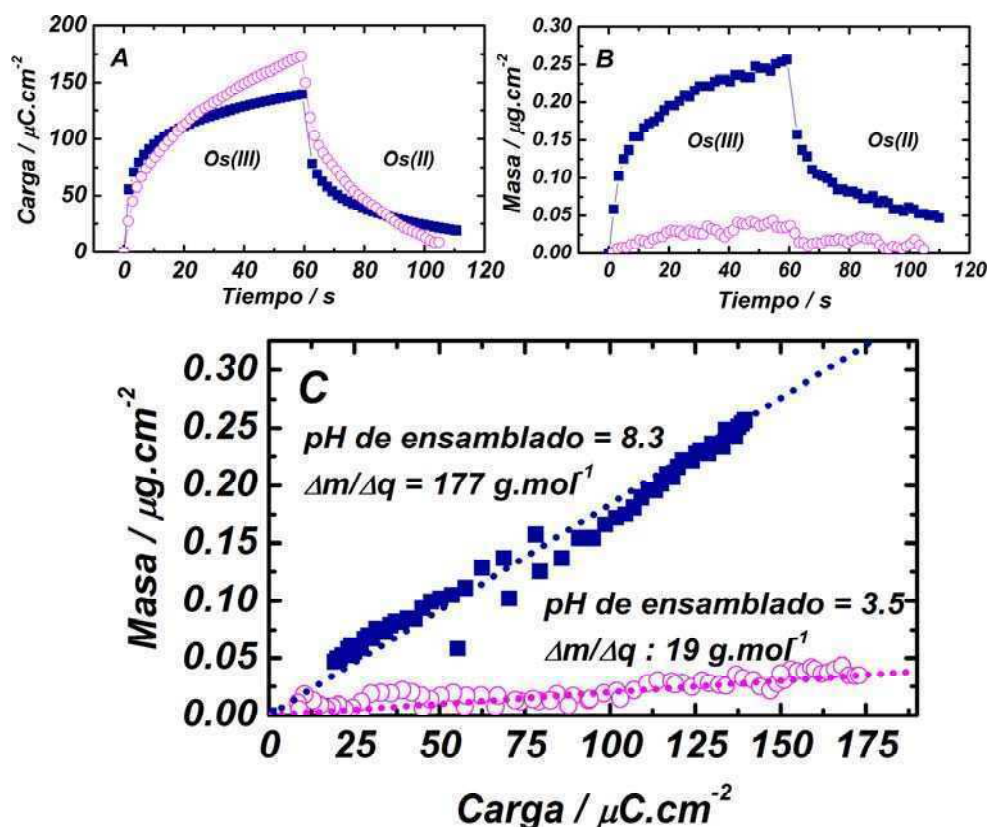 A
Carga / μC.cm⁻²
200
150
100
50
0
Os(III)
Os(II)
0 20 40 60 80 100 120
Tiempo / s
B
Masa / μg.cm⁻²
0.30
0.25
0.20
0.15
0.10
0.05
0.00
Os(III)
Os(II)
0 20 40 60 80 100 120
Tiempo / s
C
Masa / μg.cm⁻²
0.30
0.25
0.20
0.15
0.10
0.05
0.00
pH de ensamblado = 8.3
Δm/Δq = 177 g.mol⁻¹
pH de ensamblado = 3.5
Δm/Δq : 19 g.mol⁻¹
0 25 50 75 100 125 150 175
Carga / μC.cm⁻²